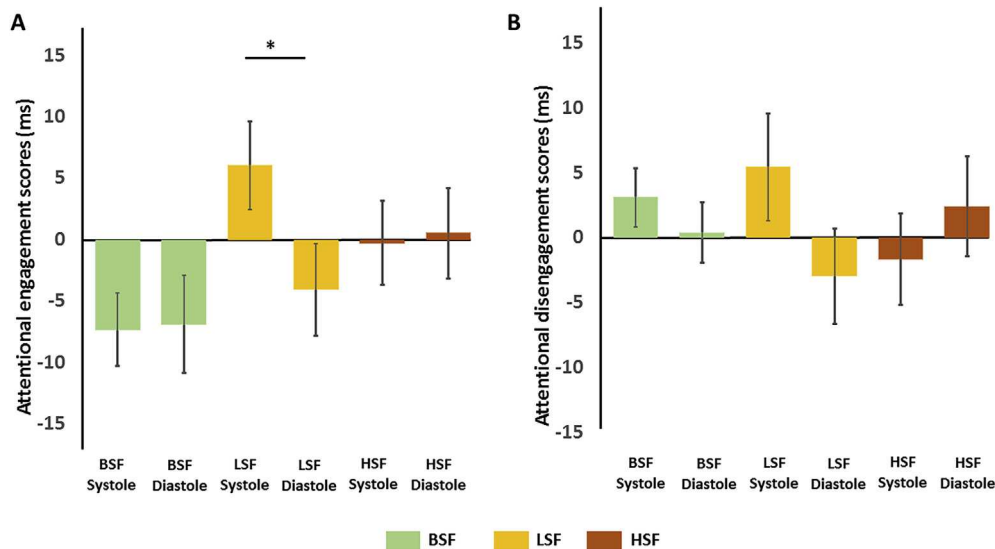 A
Attentional engagement scores (ms)
15
10
5
0
-5
-10
-15
*
BSF Systole
BSF Diastole
LSF Systole
LSF Diastole
HSF Systole
HSF Diastole
B
Attentional disengagement scores (ms)
15
10
5
0
-5
-10
-15
BSF Systole
BSF Diastole
LSF Systole
LSF Diastole
HSF Systole
HSF Diastole
BSF
LSF
HSF